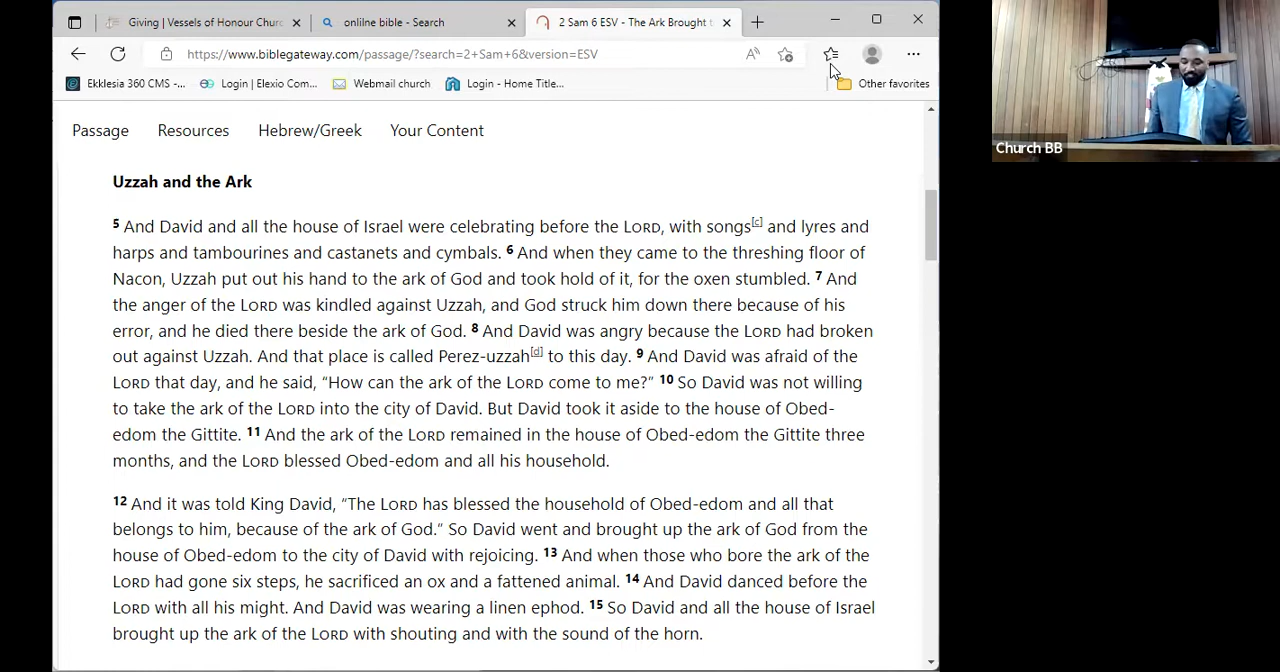 Giving | Vessels of Honour Churc
onlilne bible - Search
2 Sam 6 ESV - The Ark Brought t
https://www.biblegateway.com/passage/?search=2+Sam+6&version=ESV
Ekklesia 360 CMS -...
Login | Elexio Com...
Webmail church
Login - Home Title...
Other favorites
Passage
Resources
Hebrew/Greek
Your Content
Uzzah and the Ark
5 And David and all the house of Israel were celebrating before the LORD, with songs[c] and lyres and
harps and tambourines and castanets and cymbals. 6 And when they came to the threshing floor of
Nacon, Uzzah put out his hand to the ark of God and took hold of it, for the oxen stumbled. 7 And
the anger of the LORD was kindled against Uzzah, and God struck him down there because of his
error, and he died there beside the ark of God. 8 And David was angry because the LORD had broken
out against Uzzah. And that place is called Perez-uzzah[d] to this day. 9 And David was afraid of the
LORD that day, and he said, “How can the ark of the LORD come to me?” 10 So David was not willing
to take the ark of the LORD into the city of David. But David took it aside to the house of Obed-
edom the Gittite. 11 And the ark of the LORD remained in the house of Obed-edom the Gittite three
months, and the LORD blessed Obed-edom and all his household.
12 And it was told King David, “The LORD has blessed the household of Obed-edom and all that
belongs to him, because of the ark of God.” So David went and brought up the ark of God from the
house of Obed-edom to the city of David with rejoicing. 13 And when those who bore the ark of the
LORD had gone six steps, he sacrificed an ox and a fattened animal. 14 And David danced before the
LORD with all his might. And David was wearing a linen ephod. 15 So David and all the house of Israel
brought up the ark of the LORD with shouting and with the sound of the horn.
Church BB